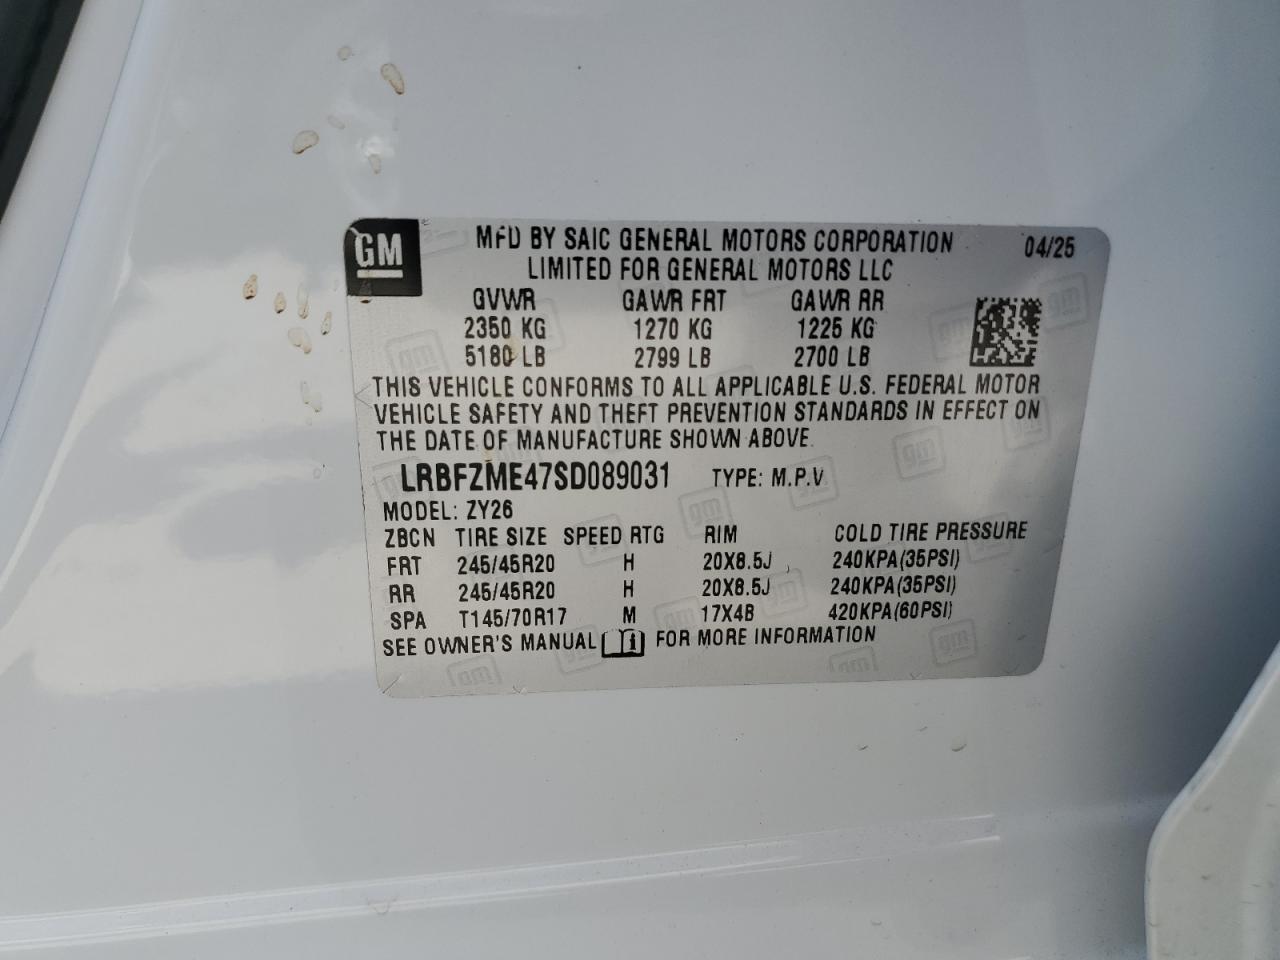 GM
MFD BY SAIC GENERAL MOTORS CORPORATION 04/25
LIMITED FOR GENERAL MOTORS LLC
GVWR GAWR FRT GAWR RR
2350 KG 1270 KG 1225 KG
5180 LB 2799 LB 2700 LB
THIS VEHICLE CONFORMS TO ALL APPLICABLE U.S. FEDERAL MOTOR
VEHICLE SAFETY AND THEFT PREVENTION STANDARDS IN EFFECT ON
THE DATE OF MANUFACTURE SHOWN ABOVE.
LRBFZME47SD089031 TYPE: M.P.V
MODEL: ZY26
ZBCN TIRE SIZE SPEED RTG RIM COLD TIRE PRESSURE
FRT 245/45R20 H 20X8.5J 240KPA(35PSI)
RR 245/45R20 H 20X8.5J 240KPA(35PSI)
SPA T145/70R17 M 17X4B 420KPA(60PSI)
SEE OWNER'S MANUAL FOR MORE INFORMATION